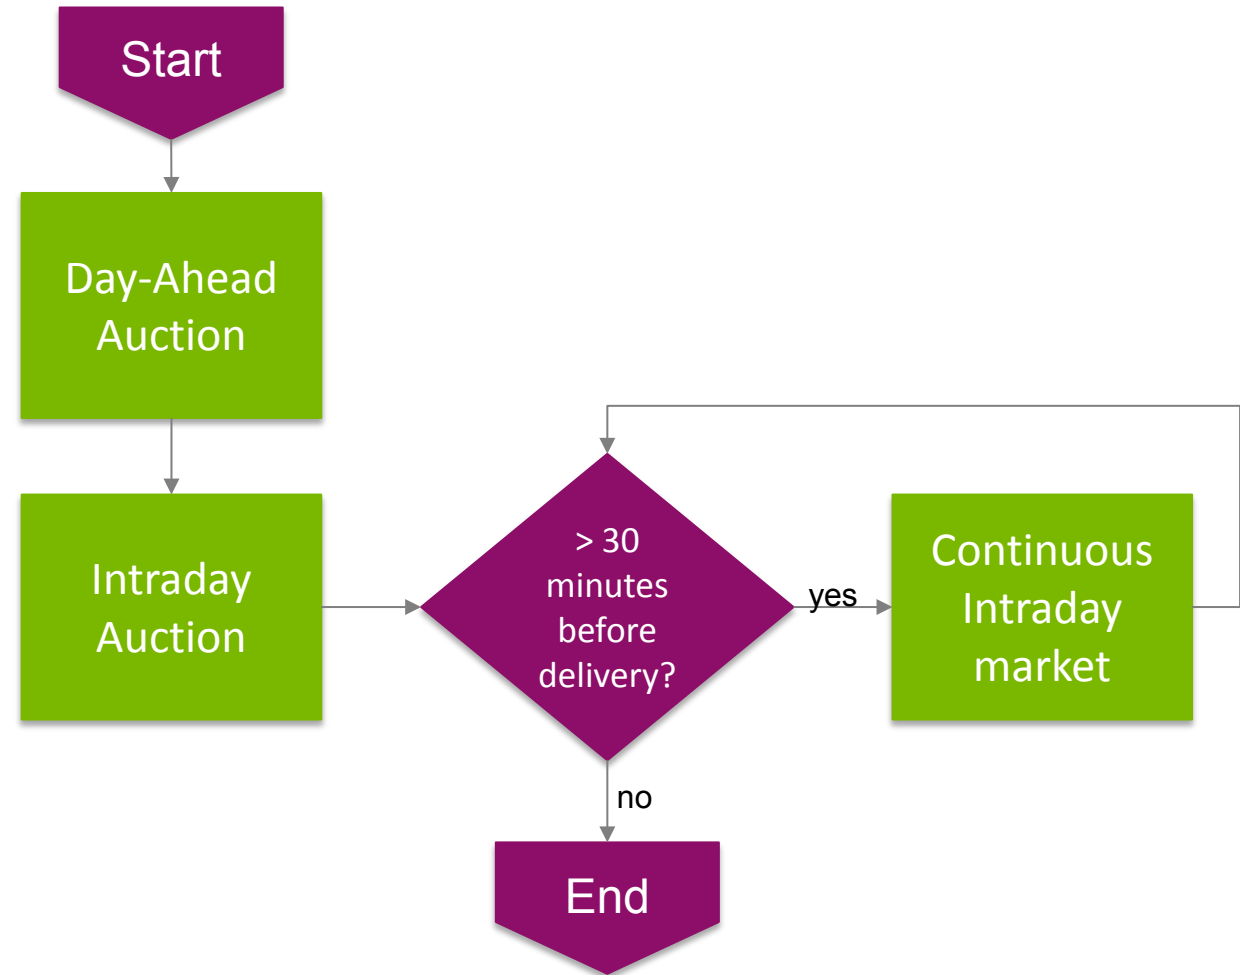 Start
Day-Ahead
Auction
Intraday
Auction
> 30
minutes
before
delivery?
yes
Continuous
Intraday
market
no
End